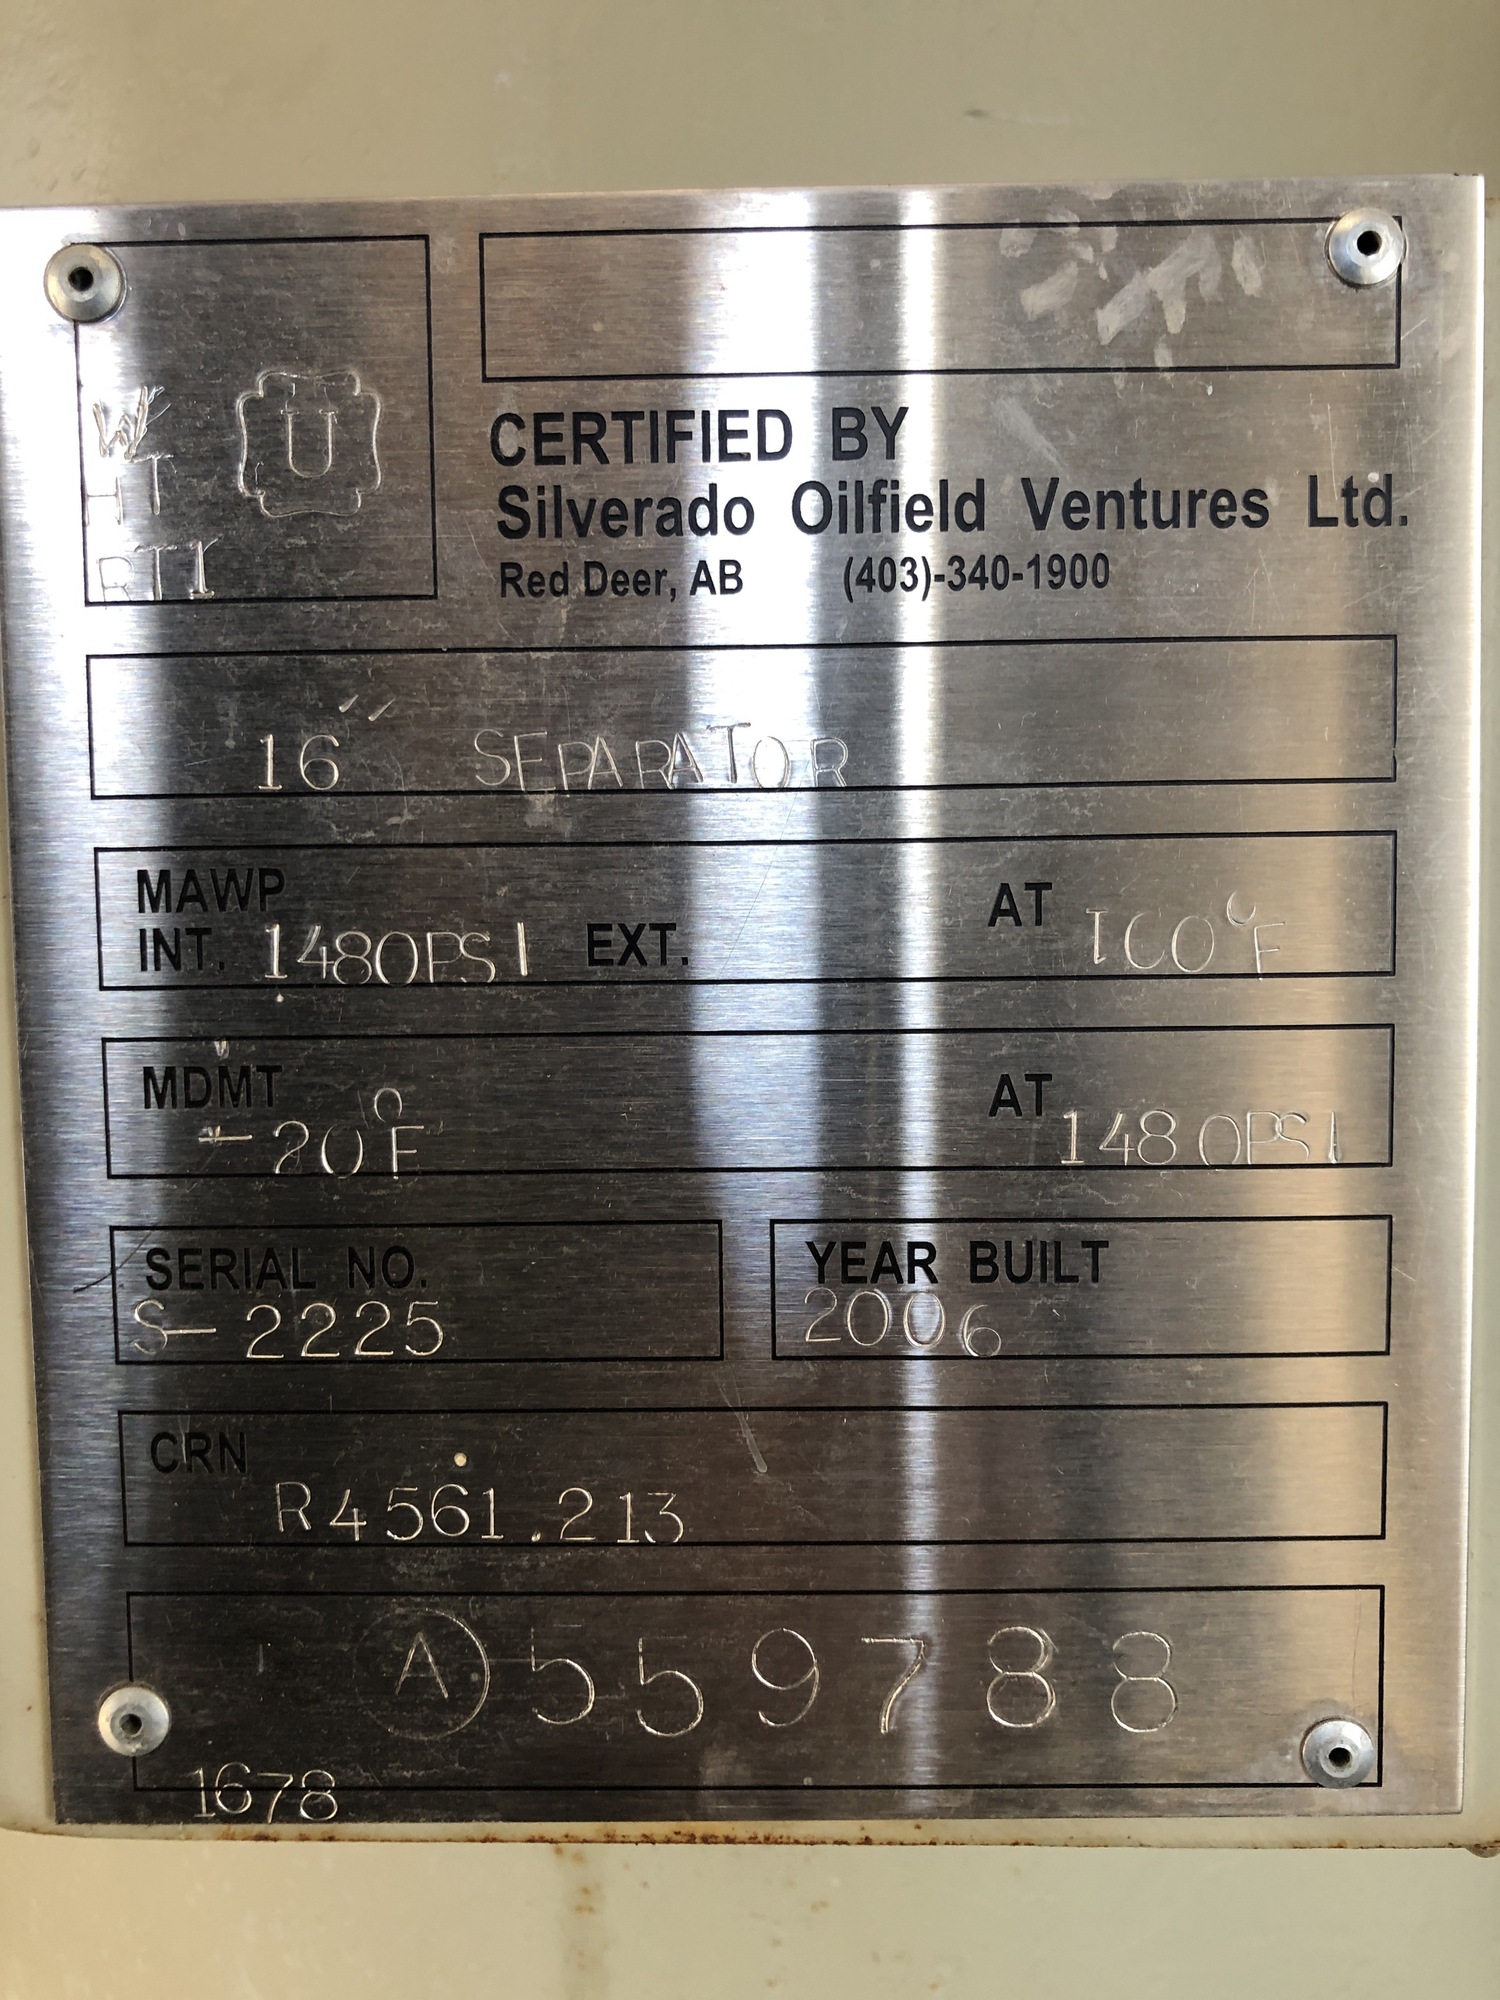 CERTIFIED BY
Silverado Oilfield Ventures Ltd.
Red Deer, AB (403)-340-1900
W U
HT
RT1
16" SEPARATOR
MAWP
INT. 1480PSI EXT. AT 100°F
MDMT AT
-20°F 1480PSI
SERIAL NO. YEAR BUILT
S-2225 2006
CRN
R4561.213
A 559788
1678